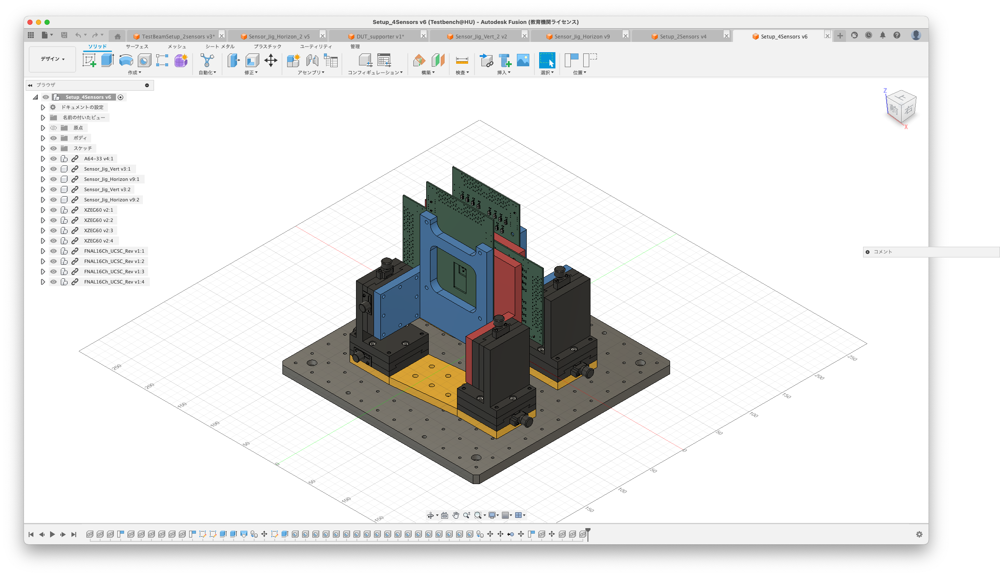 Setup_4Sensors v6 (Testbench@HU) - Autodesk Fusion (教育機関ライセンス)
TestBeamSetup_2sensors v3*
Sensor_Jig_Horizon_2 v5
DUT_supporter v1*
Sensor_Jig_Vert_2 v2
Sensor_Jig_Horizon v9
Setup_2Sensors v4
Setup_4Sensors v6
ソリッド
サーフェス
メッシュ
シート メタル
プラスチック
ユーティリティ
管理
デザイン
作成
自動化
修正
アセンブリ
コンフィギュレーション
構築
検査
挿入
選択
位置
ブラウザ
Setup_4Sensors v6
ドキュメントの設定
名前の付いたビュー
原点
ボディ
スケッチ
A64-33 v4:1
Sensor_Jig_Vert v3:1
Sensor_Jig_Horizon v9:1
Sensor_Jig_Vert v3:2
Sensor_Jig_Horizon v9:2
XZEG60 v2:1
XZEG60 v2:2
XZEG60 v2:3
XZEG60 v2:4
FNAL16Ch_UCSC_Rev v1:1
FNAL16Ch_UCSC_Rev v1:2
FNAL16Ch_UCSC_Rev v1:3
FNAL16Ch_UCSC_Rev v1:4
Z
上
前
右
X
コメント
250
200
150
100
50
0
50
100
150
250
200
150
100
50
0
50
100
150